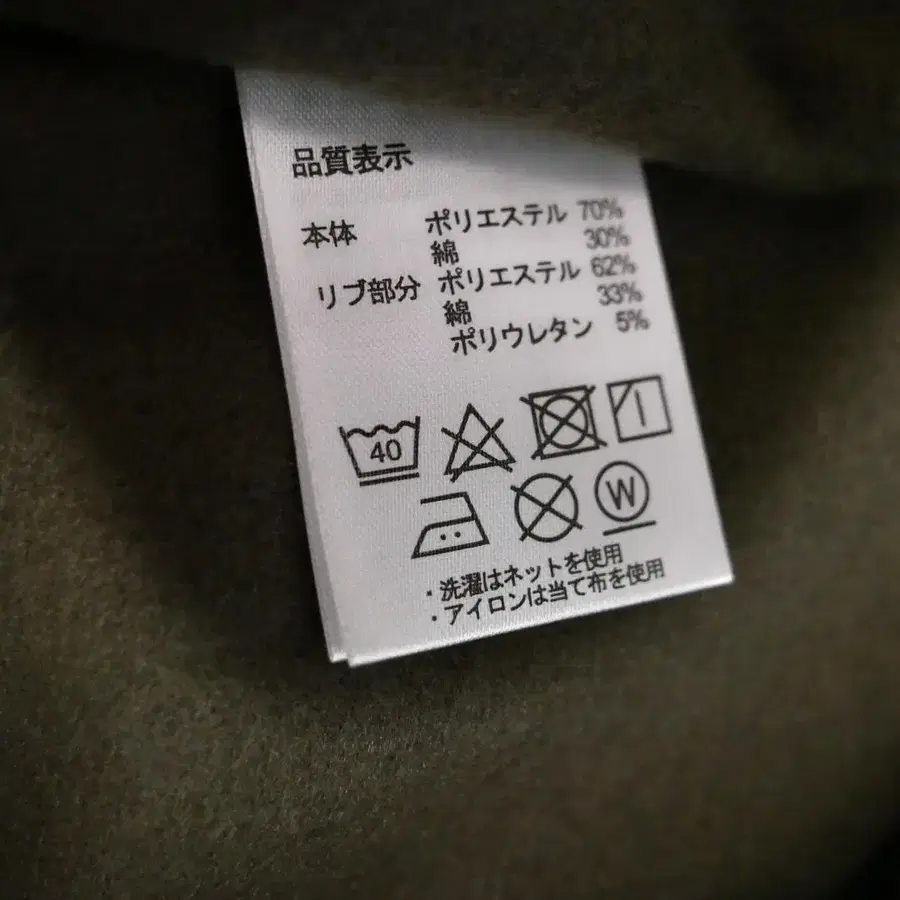 品質表示
本体 ポリエステル 70%
綿 30%
リブ部分 ポリエステル 62%
綿 33%
ポリウレタン 5%
40
W
・洗濯はネットを使用
・アイロンは当て布を使用